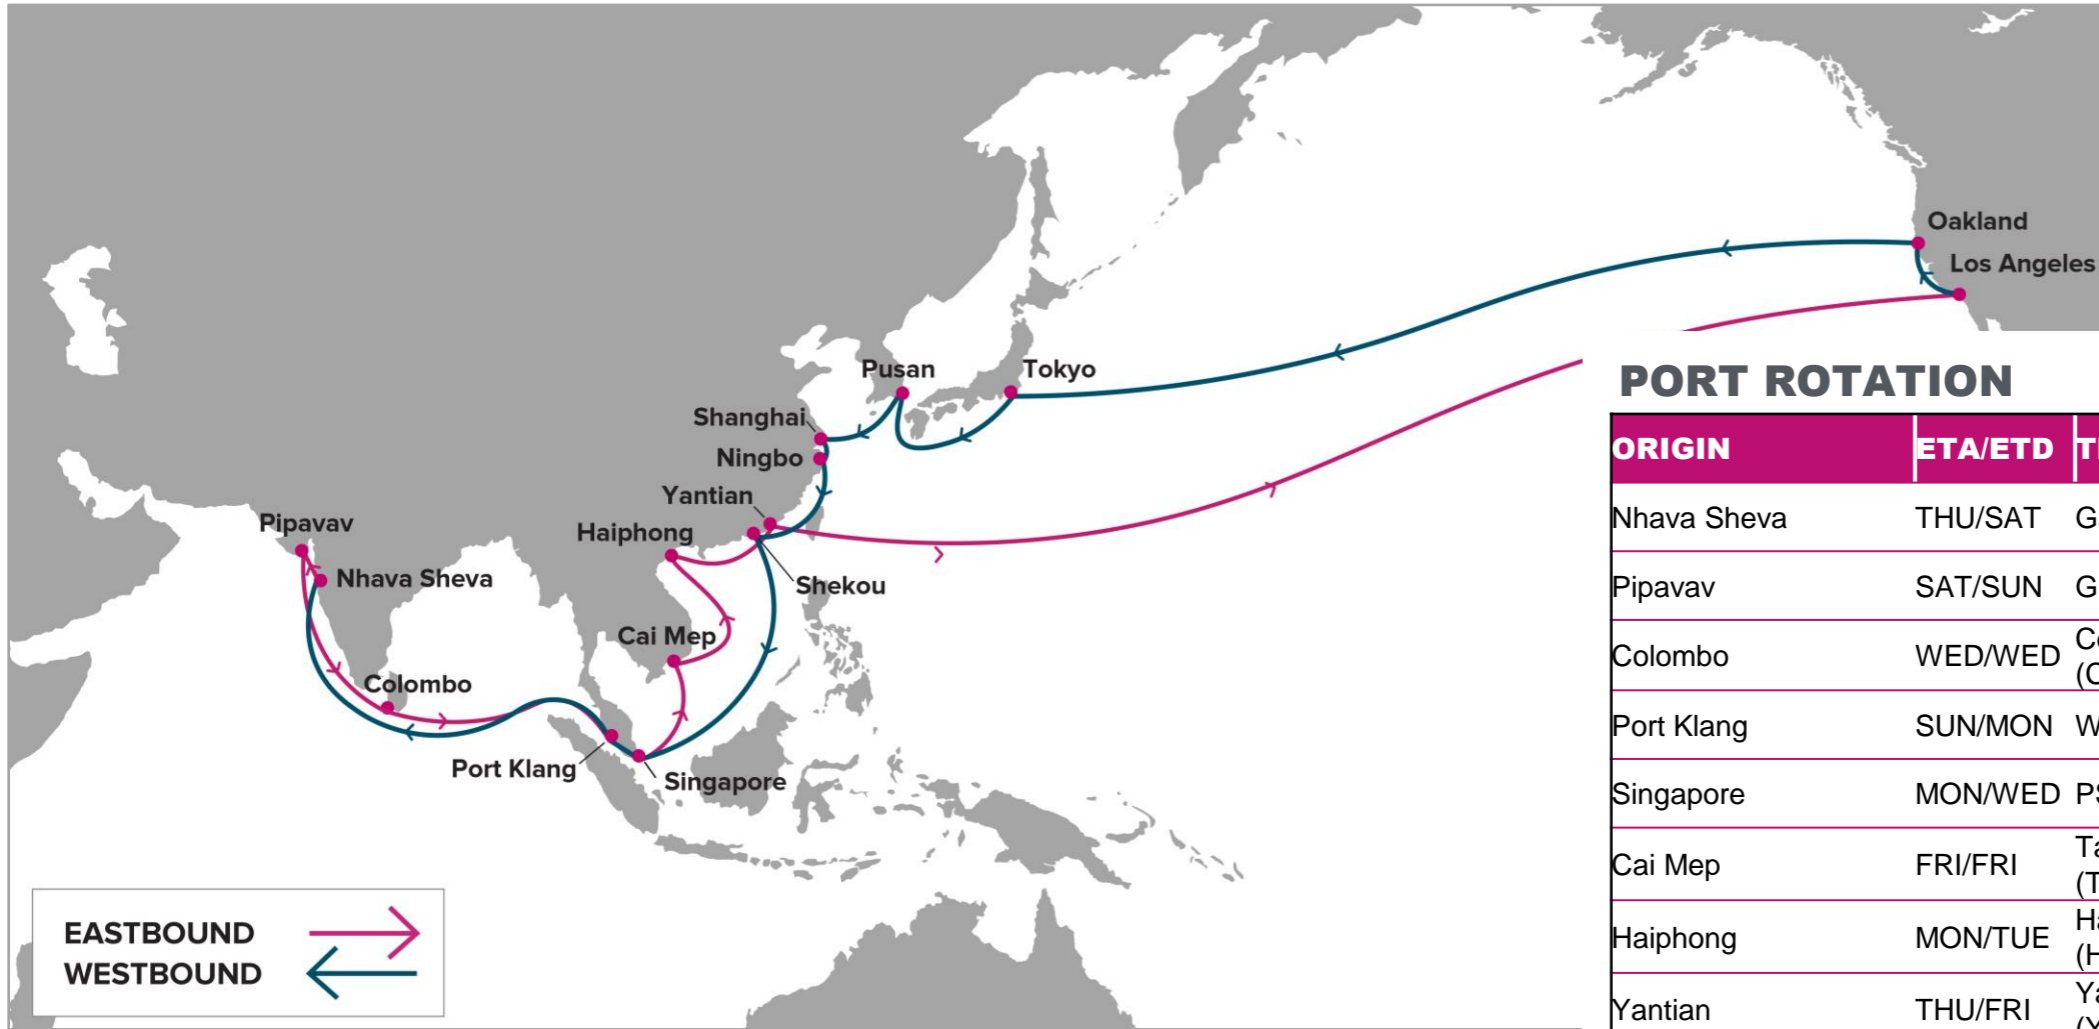 Oakland
Los Angeles
Pusan
Tokyo
Shanghai
Ningbo
Yantian
Haiphong
Shekou
Pipavav
Nhava Sheva
Cai Mep
Colombo
Port Klang
Singapore
EASTBOUND
WESTBOUND
PORT ROTATION
ORIGIN ETA/ETD
Nhava Sheva THU/SAT
Pipavav SAT/SUN
Colombo WED/WED
Port Klang SUN/MON
Singapore MON/WED
Cai Mep FRI/FRI
Haiphong MON/TUE
Yantian THU/FRI